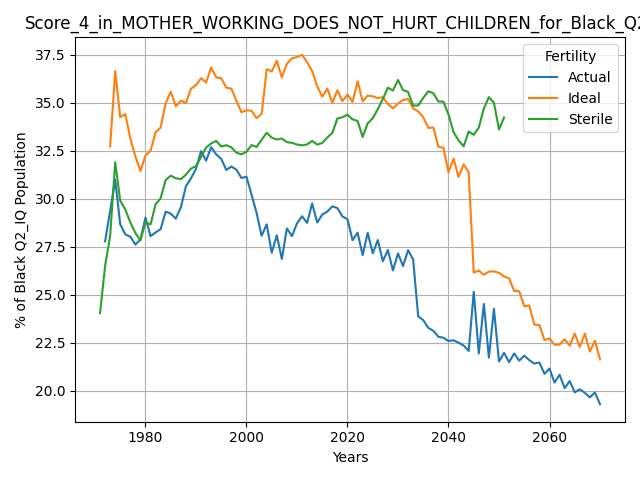 Score_4_in_MOTHER_WORKING_DOES_NOT_HURT_CHILDREN_for_Black_Q2
37.5
35.0
32.5
30.0
27.5
25.0
22.5
20.0
% of Black Q2_IQ Population
Fertility
Actual
Ideal
Sterile
1980
2000
2020
2040
2060
Years